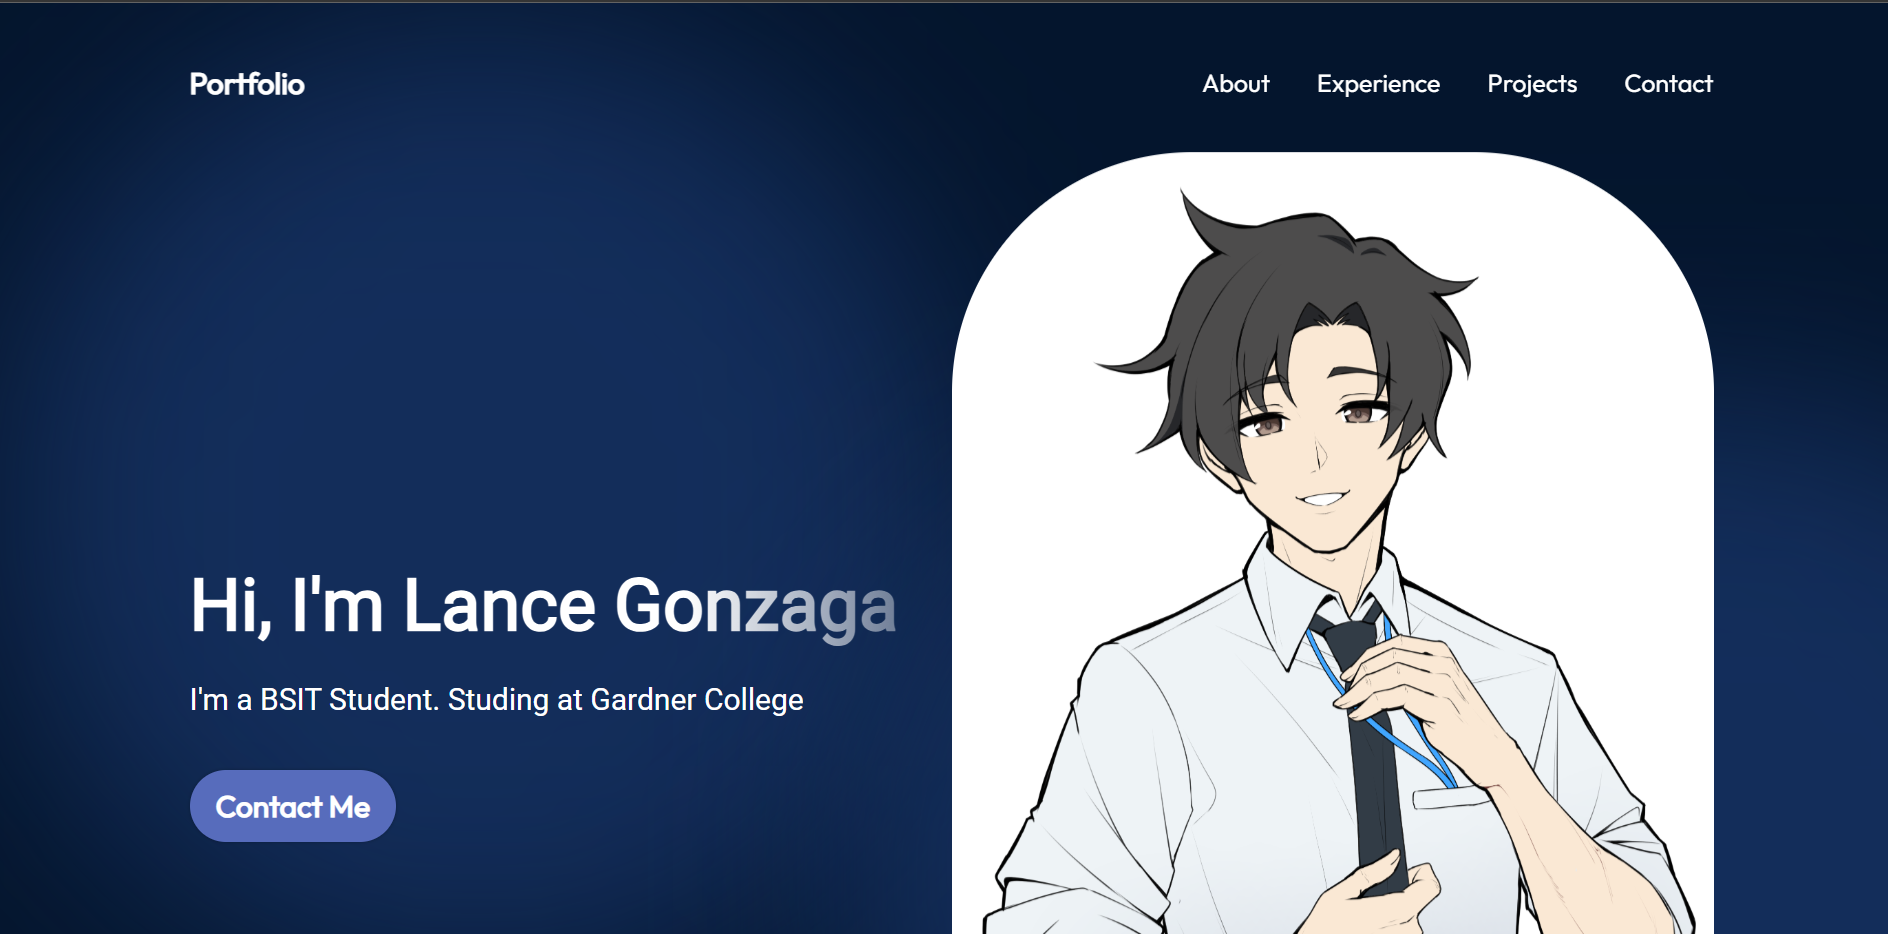 Portfolio
About Experience Projects Contact
Hi, I'm Lance Gonzaga
I'm a BSIT Student. Studing at Gardner College
Contact Me